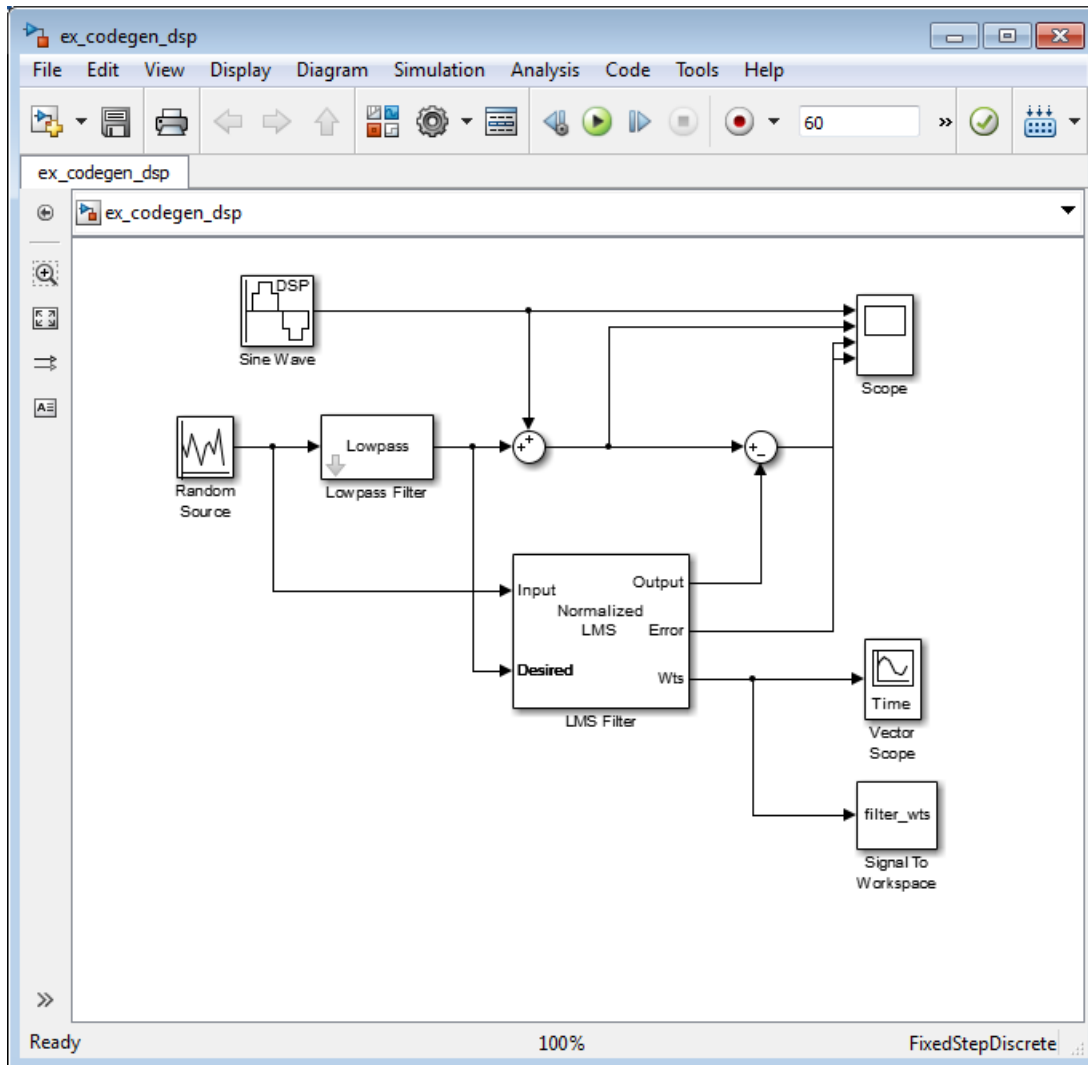 ex_codegen_dsp
File Edit View Display Diagram Simulation Analysis Code Tools Help
60
ex_codegen_dsp
ex_codegen_dsp
DSP
Sine Wave
Scope
Lowpass
Random
Source
Lowpass Filter
Input
Output
Normalized
LMS
Error
Desired
Wts
LMS Filter
Time
Vector
Scope
filter_wts
Signal To
Workspace
Ready 100% FixedStepDiscrete